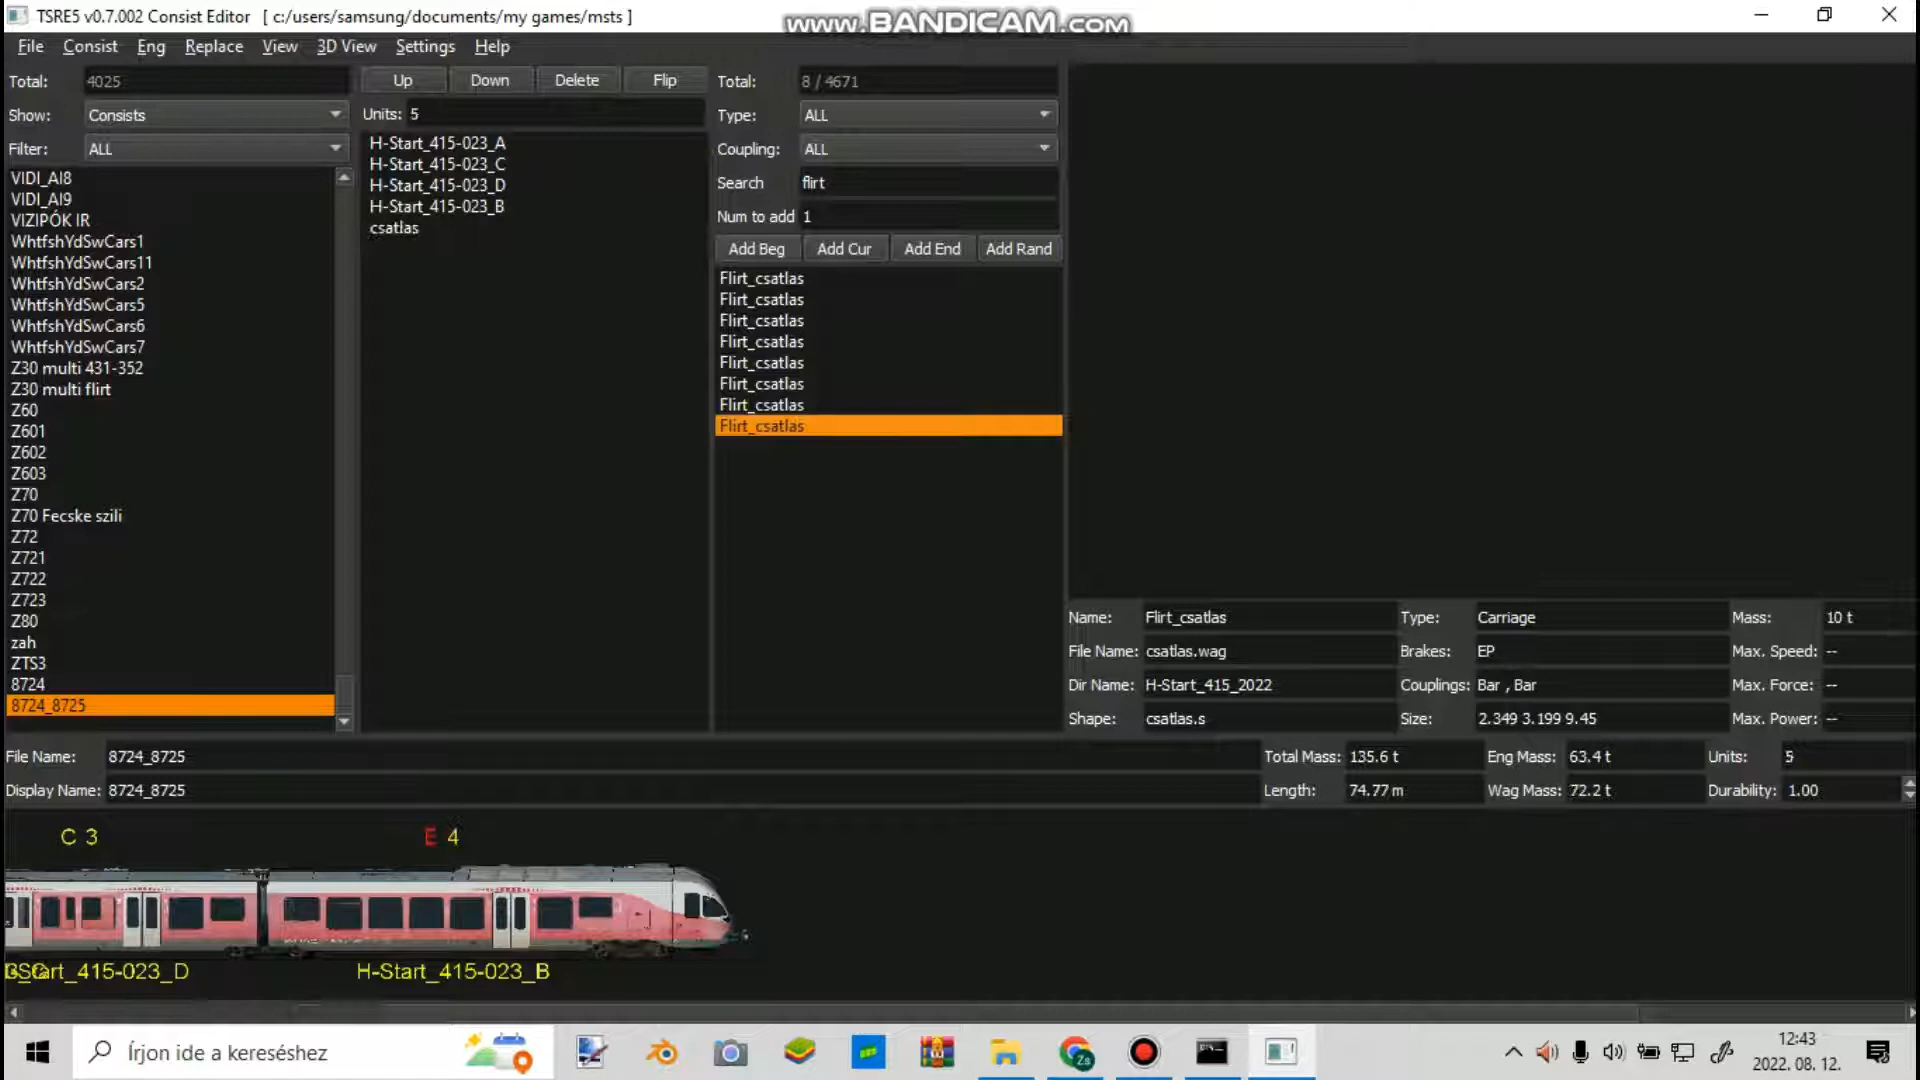 TSRE5 v0.7.002 Consist Editor [ c:/users/samsung/documents/my games/msts ]
www.BANDICAM.com
File Consist Eng Replace View 3D View Settings Help
Total: 4025
Show: Consists
Filter: ALL
VIDI_AI8
VIDI_AI9
VIZIPÓK IR
WhtfshYdSwCars1
WhtfshYdSwCars11
WhtfshYdSwCars2
WhtfshYdSwCars5
WhtfshYdSwCars6
WhtfshYdSwCars7
Z30 multi 431-352
Z30 multi flirt
Z60
Z601
Z602
Z603
Z70
Z70 Fecske szili
Z72
Z721
Z722
Z723
Z80
zah
ZTS3
8724
8724_8725
Up Down Delete Flip
Units: 5
H-Start_415-023_A
H-Start_415-023_C
H-Start_415-023_D
H-Start_415-023_B
csatlas
Total: 8 / 4671
Type: ALL
Coupling: ALL
Search flirt
Num to add 1
Add Beg Add Cur Add End Add Rand
Flirt_csatlas
Flirt_csatlas
Flirt_csatlas
Flirt_csatlas
Flirt_csatlas
Flirt_csatlas
Flirt_csatlas
Flirt_csatlas
Name: Flirt_csatlas Type: Carriage Mass: 10 t
File Name: csatlas.wag Brakes: EP Max. Speed: --
Dir Name: H-Start_415_2022 Couplings: Bar , Bar Max. Force: --
Shape: csatlas.s Size: 2.349 3.199 9.45 Max. Power: --
File Name: 8724_8725 Total Mass: 135.6 t Eng Mass: 63.4 t Units: 5
Display Name: 8724_8725 Length: 74.77 m Wag Mass: 72.2 t Durability: 1.00
C 3 E 4
Start_415-023_D H-Start_415-023_B
Írjon ide a kereséshez
Zs
12:43
2022. 08. 12.